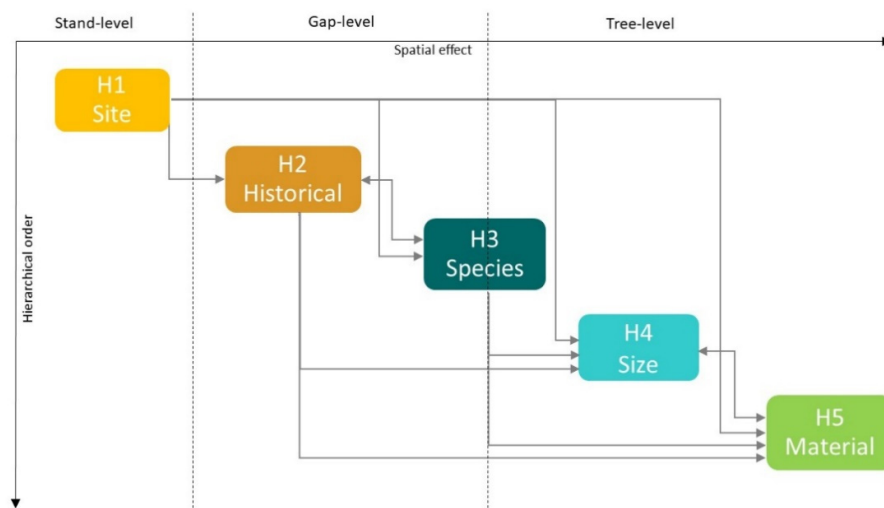 Stand-level
Gap-level
Tree-level
Spatial effect
H1
Site
H2
Historical
H3
Species
H4
Size
H5
Material
Hierarchical order